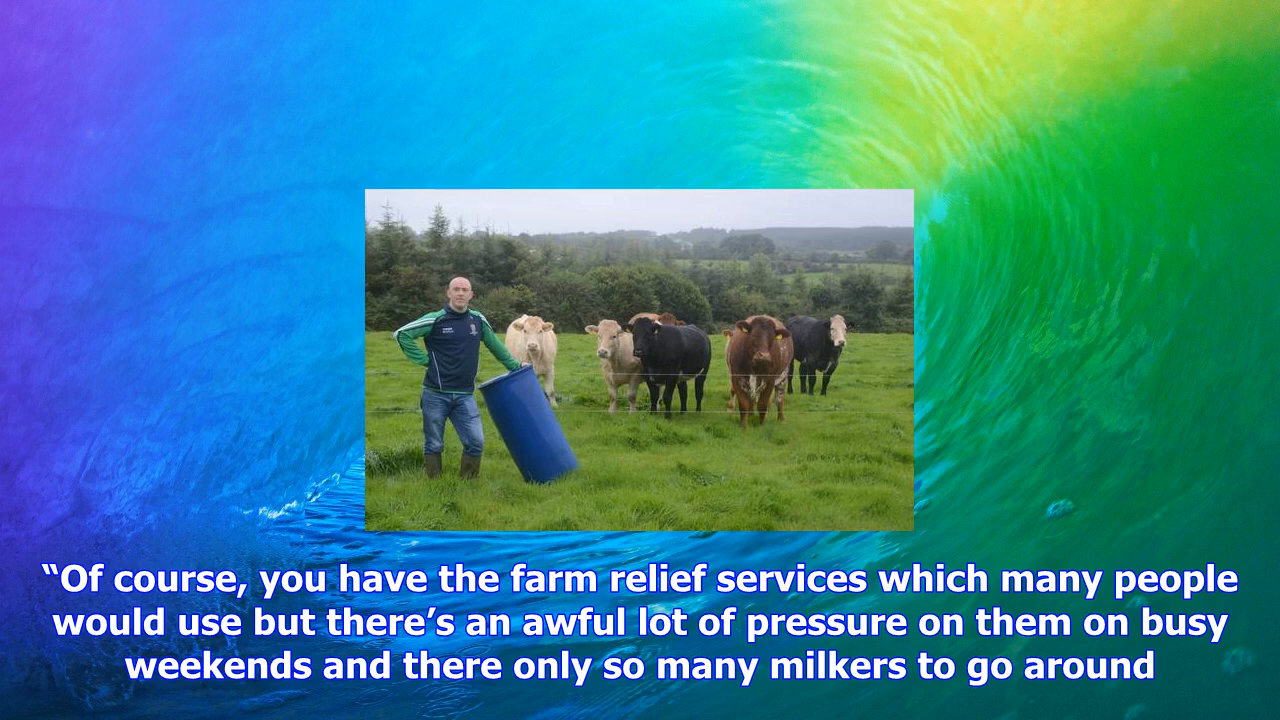 “Of course, you have the farm relief services which many people
would use but there’s an awful lot of pressure on them on busy
weekends and there only so many milkers to go around